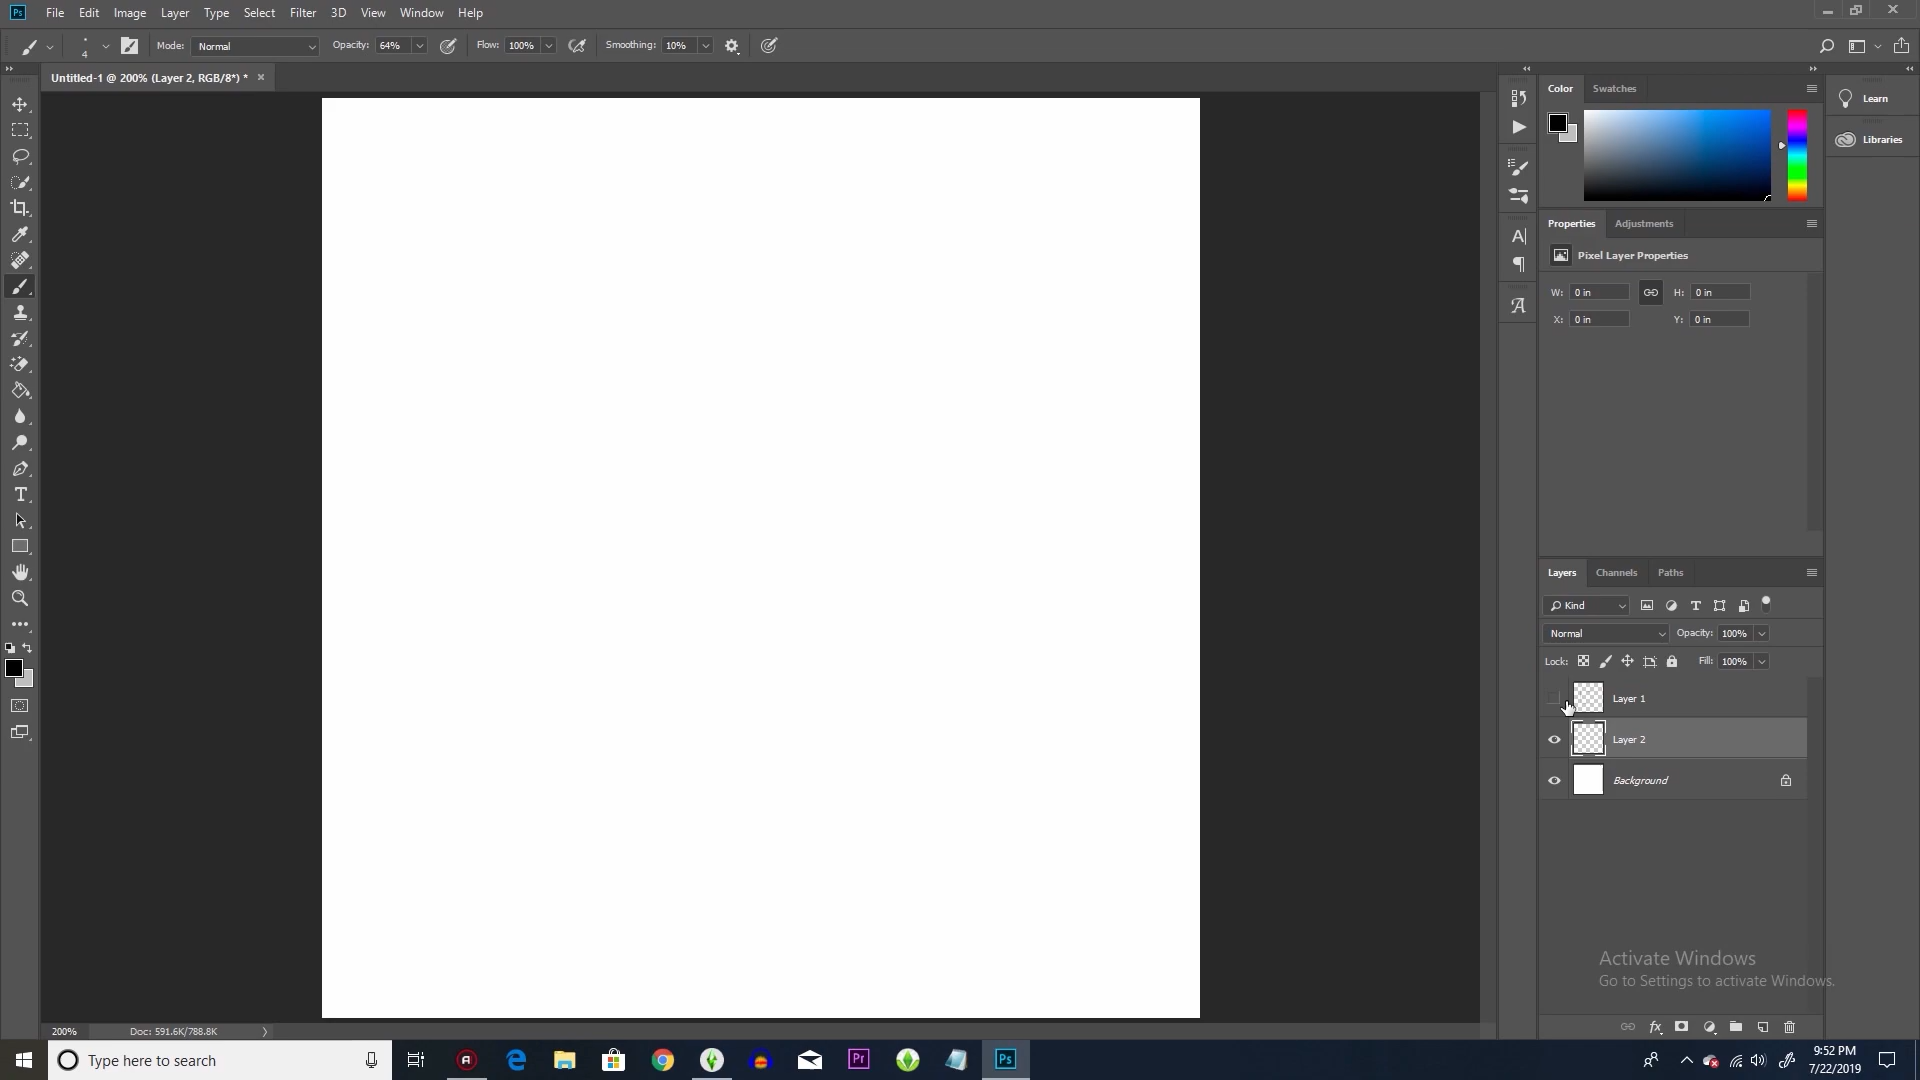 Ps File Edit Image Layer Type Select Filter 3D View Window Help
4 Mode: Normal Opacity: 64% Flow: 100% Smoothing: 10%
Untitled-1 @ 200% (Layer 2, RGB/8*) * ×
Color Swatches
Learn
Libraries
Properties Adjustments
Pixel Layer Properties
W: 0 in H: 0 in
X: 0 in Y: 0 in
Layers Channels Paths
Kind
Normal Opacity: 100%
Lock: Fill: 100%
Layer 1
Layer 2
Background
Activate Windows
Go to Settings to activate Windows.
200% Doc: 591.6K/788.8K
Type here to search
Pr
Ps
9:52 PM
7/22/2019